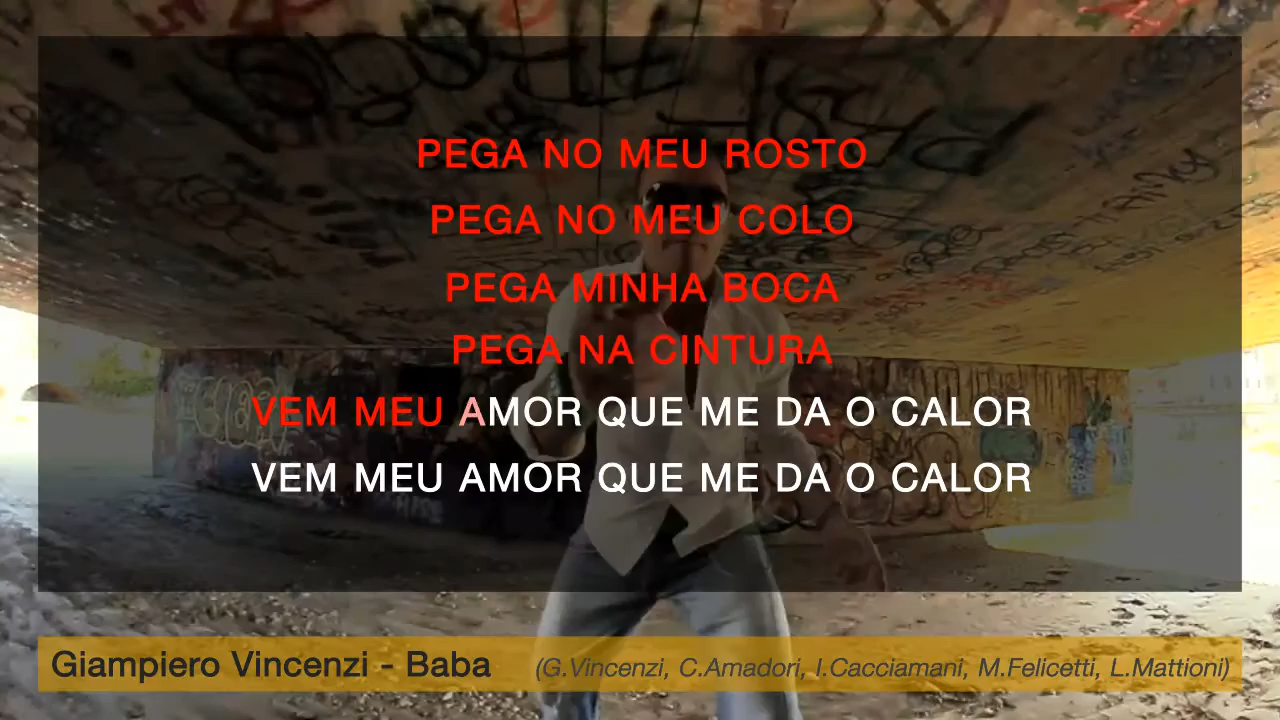 PEGA NO MEU ROSTO
PEGA NO MEU COLO
PEGA MINHA BOCA
PEGA NA CINTURA
VEM MEU AMOR QUE ME DA O CALOR
VEM MEU AMOR QUE ME DA O CALOR
Giampiero Vincenzi - Baba (G.Vincenzi, C.Amadori, I.Cacciamani, M.Felicetti, L.Mattioni)